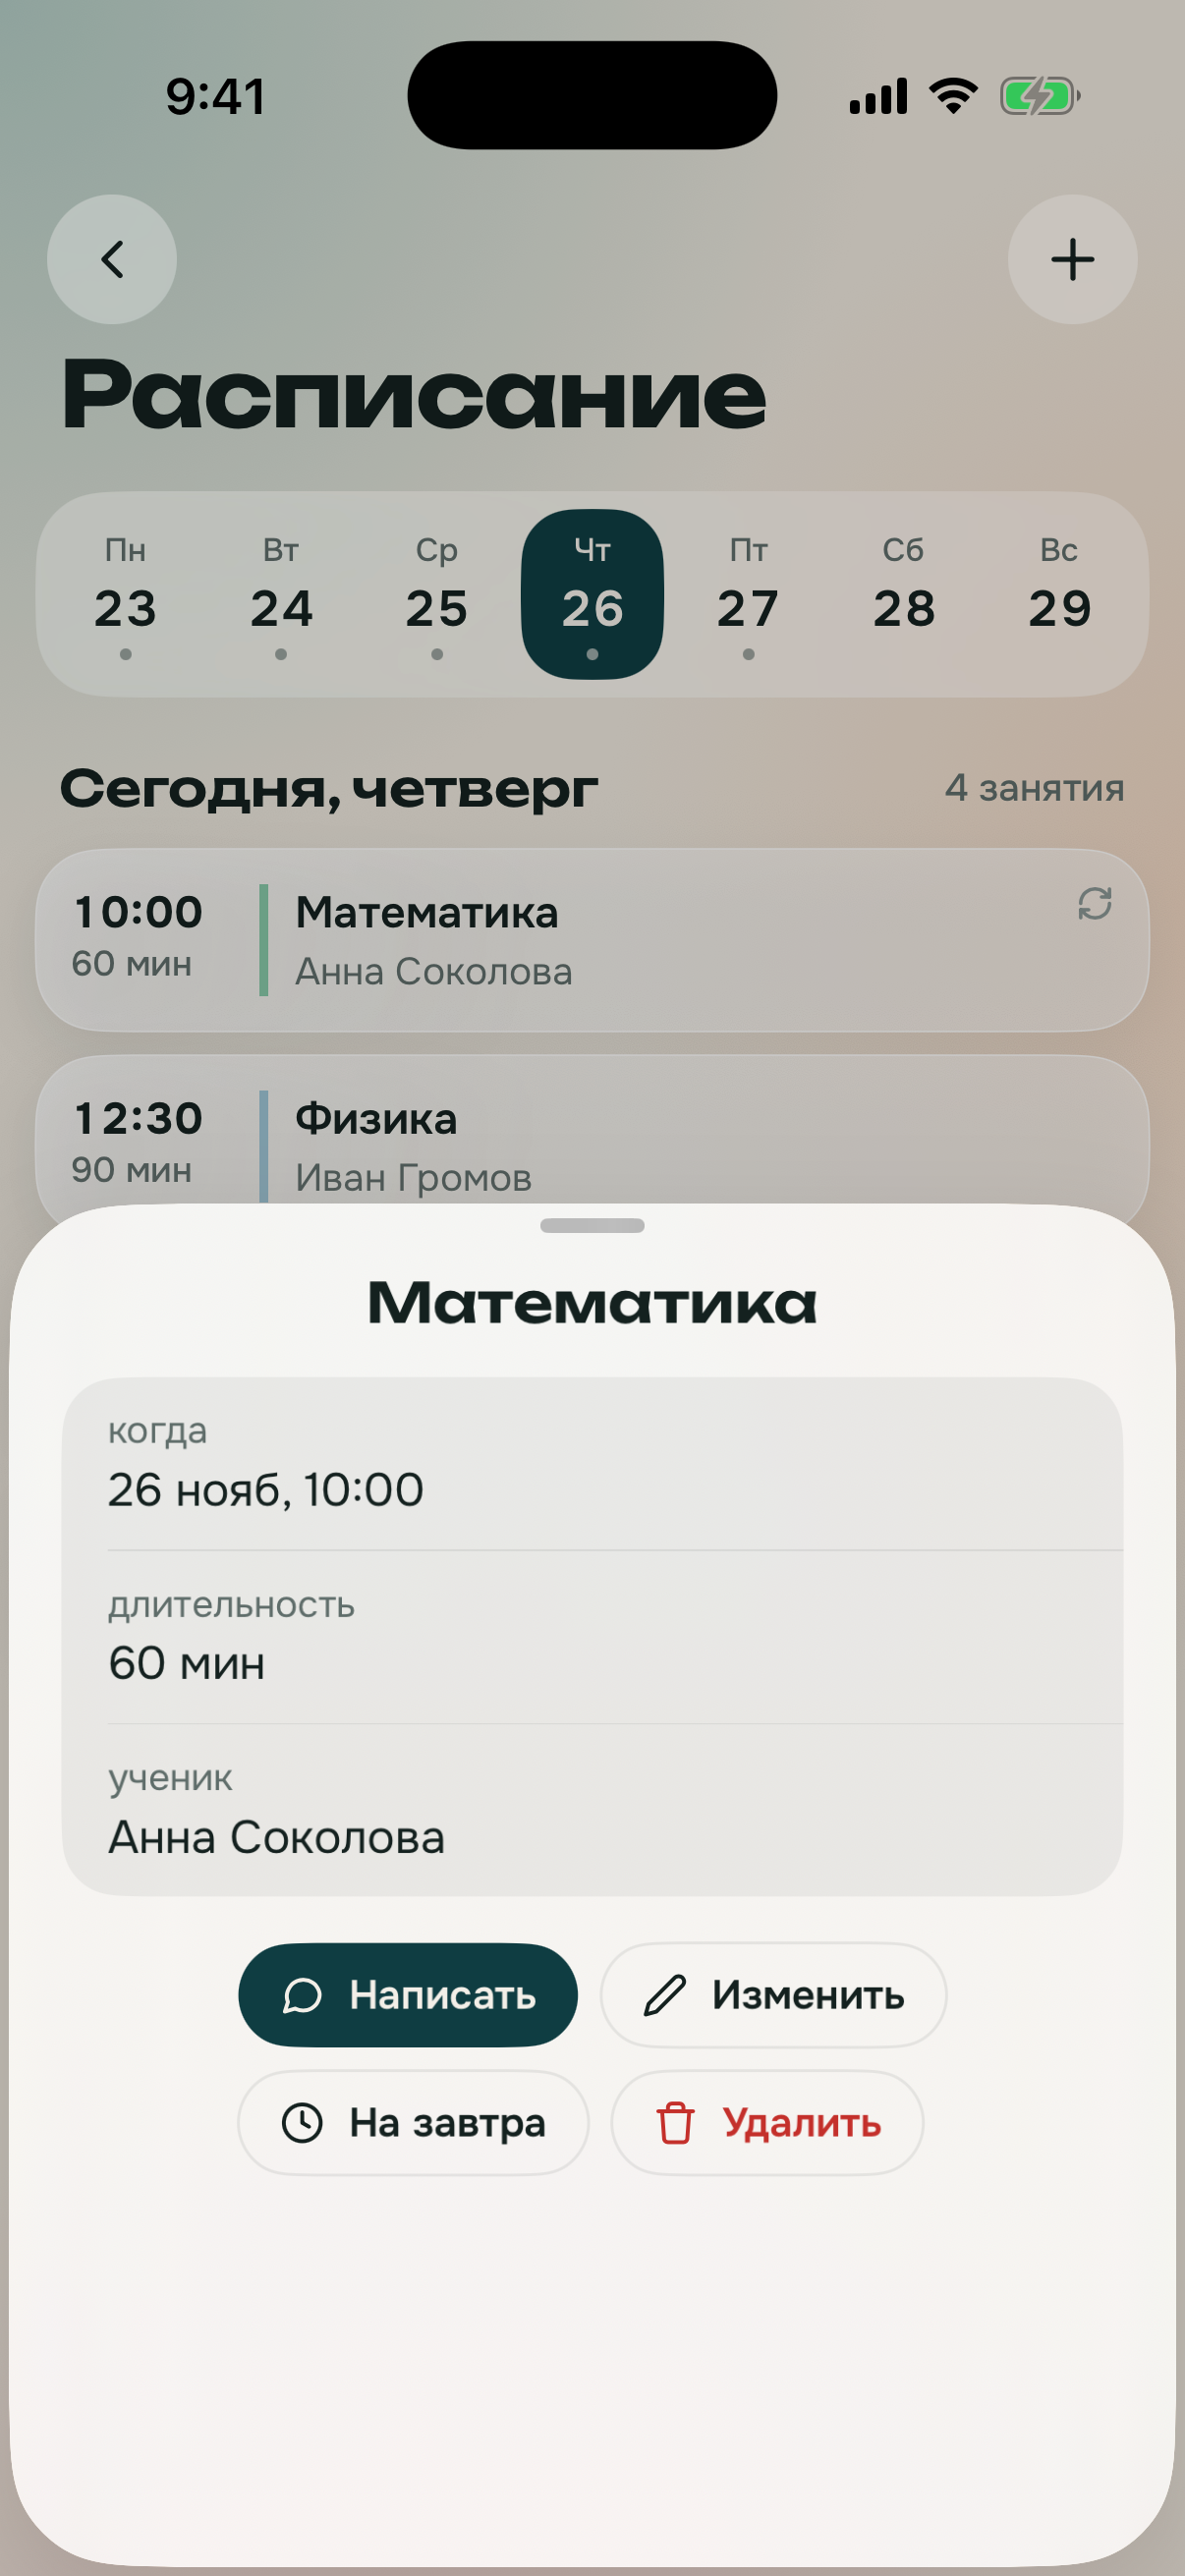 9:41
Расписание
Пн Вт Ср Чт Пт Сб Вс
23 24 25 26 27 28 29
Сегодня, четверг 4 занятия
10:00 Математика
60 мин Анна Соколова
12:30 Физика
90 мин Иван Громов
Математика
когда
26 нояб, 10:00
длительность
60 мин
ученик
Анна Соколова
Написать Изменить
На завтра Удалить